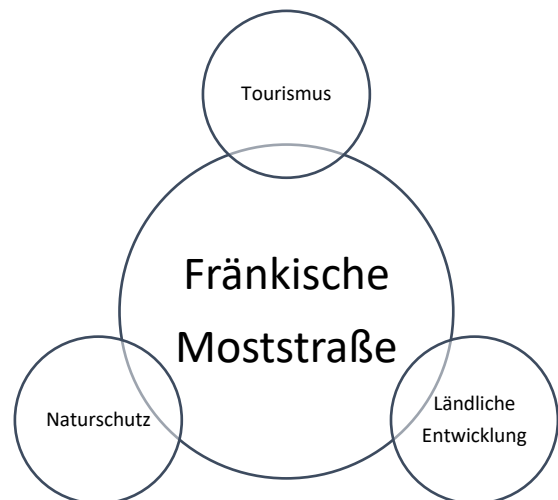 Tourismus
Fränkische
Moststraße
Naturschutz
Ländliche
Entwicklung